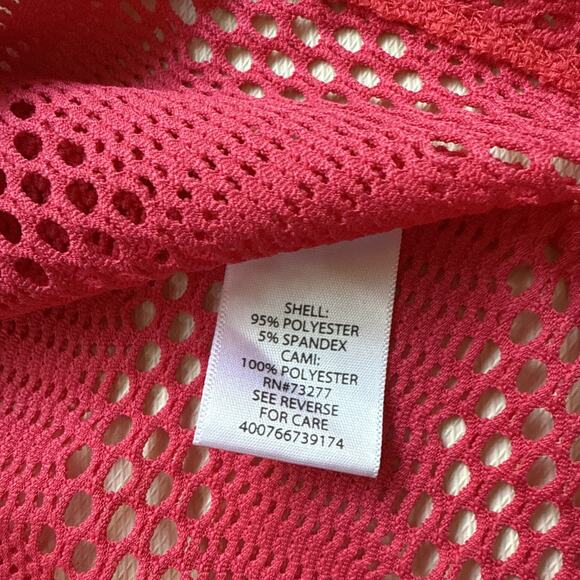 SHELL:
95% POLYESTER
5% SPANDEX
CAMI:
100% POLYESTER
RN#73277
SEE REVERSE
FOR CARE
400766739174